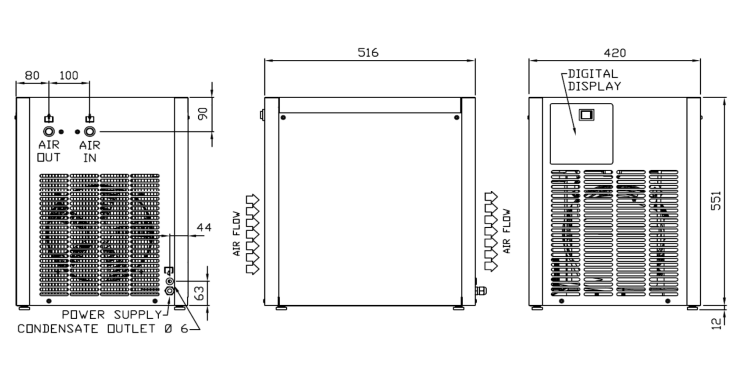 516
420
80
100
DIGITAL
DISPLAY
90
AIR
OUT
AIR
IN
551
AIR FLOW
AIR FLOW
44
63
POWER SUPPLY
CONDENSATE OUTLET Ø 6
12